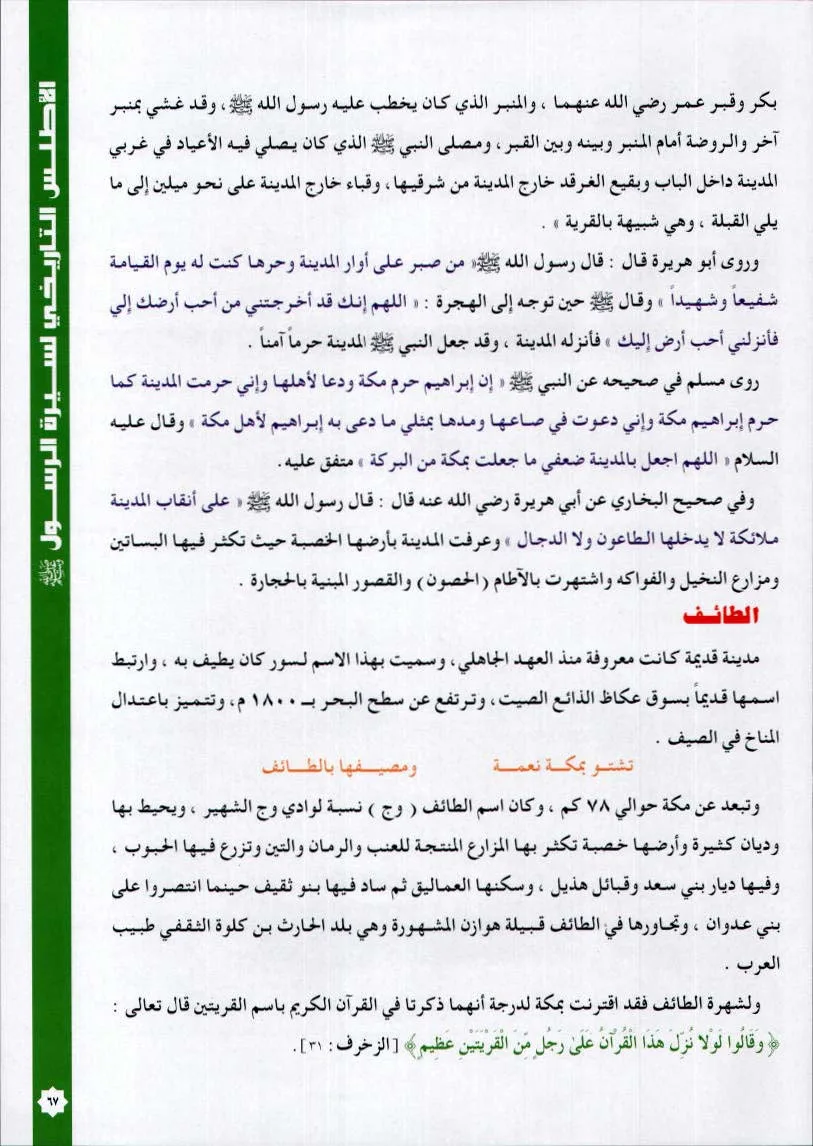 بكر وقبر عمر رضي الله عنهما ، والمنبر الذي كان يخطب عليه رسول الله ﷺ ، وقد غشي بمنبر
آخر والروضة أمام المنبر وبينه وبين القبر ، ومصلى النبي ﷺ الذي كان يصلي فيه الأعياد في غربي
المدينة داخل الباب وبقيع الغرقد خارج المدينة من شرقيها ، وقباء خارج المدينة على نحو ميلين إلى ما
يلي القبلة ، وهي شبيهة بالقرية » .
وروى أبو هريرة قال : قال رسول الله ﷺ « من صبر على أوار المدينة وحرها كنت له يوم القيامة
شفيعاً وشهيداً » وقال ﷺ حين توجه إلى الهجرة : « اللهم إنك قد أخرجتني من أحب أرضك إلي
فأنزلني أحب أرض إليك » فأنزله المدينة ، وقد جعل النبي ﷺ المدينة حرماً آمناً .
روى مسلم في صحيحه عن النبي ﷺ « إن إبراهيم حرم مكة ودعا لأهلها وإني حرمت المدينة كما
حرم إبراهيم مكة وإني دعوت في صاعها ومدها بمثلي ما دعى به إبراهيم لأهل مكة » وقال عليه
السلام « اللهم اجعل بالمدينة ضعفي ما جعلت بمكة من البركة » متفق عليه .
وفي صحيح البخاري عن أبي هريرة رضي الله عنه قال : قال رسول الله ﷺ « على أنقاب المدينة
ملائكة لا يدخلها الطاعون ولا الدجال » وعرفت المدينة بأرضها الخصبة حيث تكثر فيها البساتين
ومزارع النخيل والفواكه واشتهرت بالآطام ( الحصون ) والقصور المبنية بالحجارة .
الطائف
مدينة قديمة كانت معروفة منذ العهد الجاهلي ، وسميت بهذا الاسم لسور كان يطيف به ، وارتبط
اسمها قديماً بسوق عكاظ الذائع الصيت ، وترتفع عن سطح البحر بـ ١٨٠٠ م ، وتتميز باعتدال
المناخ في الصيف .
تشتو بمكة نعمة ومصيفها بالطائف
وتبعد عن مكة حوالي ٧٨ كم ، وكان اسم الطائف ( وج ) نسبة لوادي وج الشهير ، ويحيط بها
وديان كثيرة وأرضها خصبة تكثر بها المزارع المنتجة للعنب والرمان والتين وتزرع فيها الحبوب ،
وفيها ديار بني سعد وقبائل هذيل ، وسكنها العماليق ثم ساد فيها بنو ثقيف حينما انتصروا على
بني عدوان ، وتجاورها في الطائف قبيلة هوازن المشهورة وهي بلد الحارث بن كلوة الثقفي طبيب
العرب .
ولشهرة الطائف فقد اقترنت بمكة لدرجة أنهما ذكرتا في القرآن الكريم باسم القريتين قال تعالى :
﴿ وَقَالُوا لَوْلا نُزِّلَ هَذَا الْقُرْآنُ عَلَىٰ رَجُلٍ مِّنَ الْقَرْيَتَيْنِ عَظِيمٍ ﴾ [ الزخرف : ٣١ ] .
الأطلس التاريخي لسيرة الرسول ﷺ
٦٧